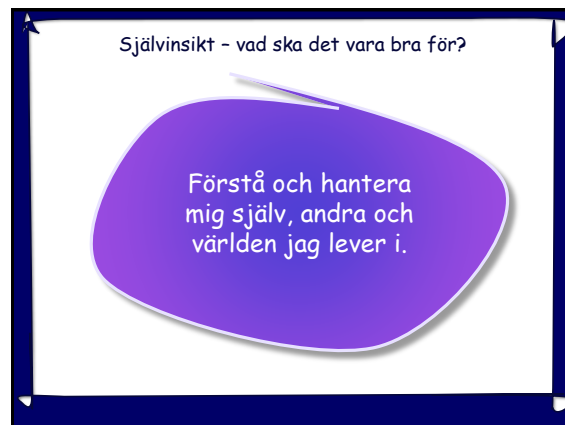 Självinsikt – vad ska det vara bra för?
Förstå och hantera
mig själv, andra och
världen jag lever i.